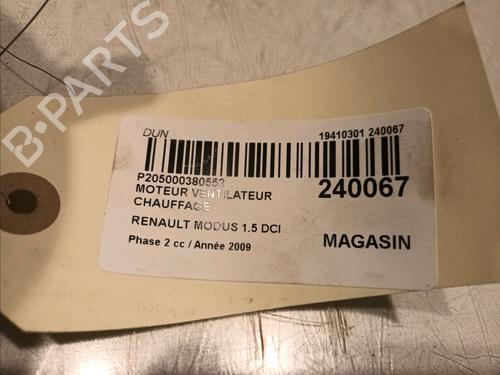 DUN
19410301 240067
P205000380552
MOTEUR VENTILATEUR
CHAUFFAGE
240067
RENAULT MODUS 1.5 DCI
Phase 2 cc / Année 2009
MAGASIN
B-PARTS